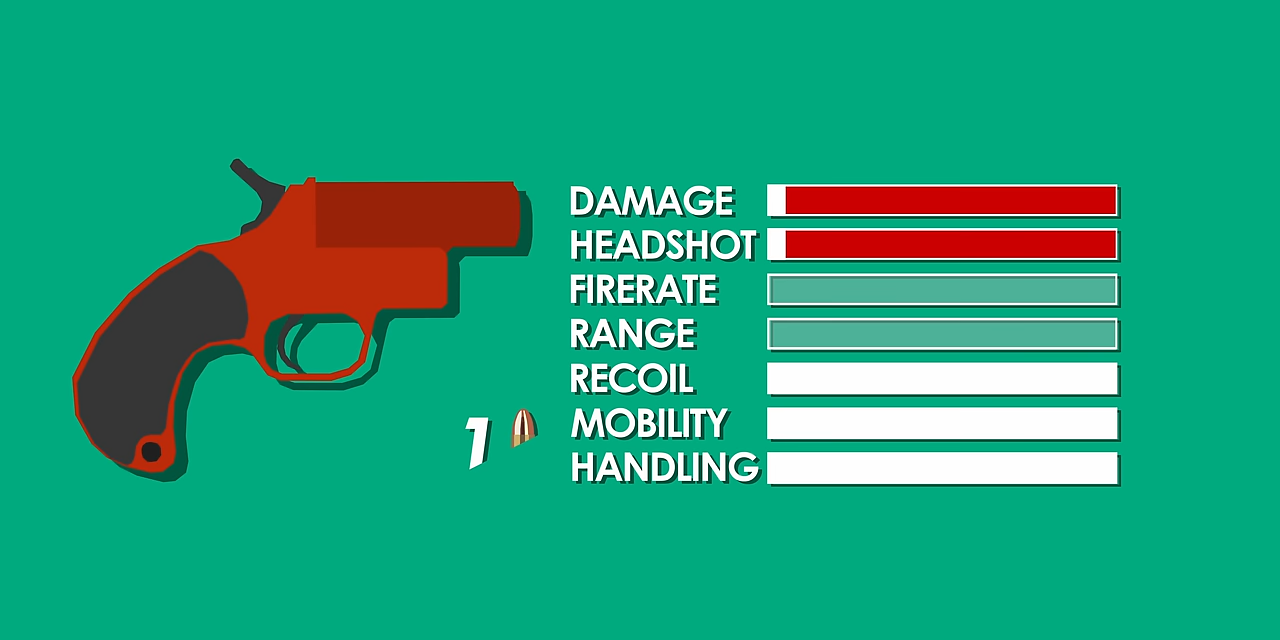 DAMAGE
HEADSHOT
FIRERATE
RANGE
RECOIL
1 MOBILITY
HANDLING